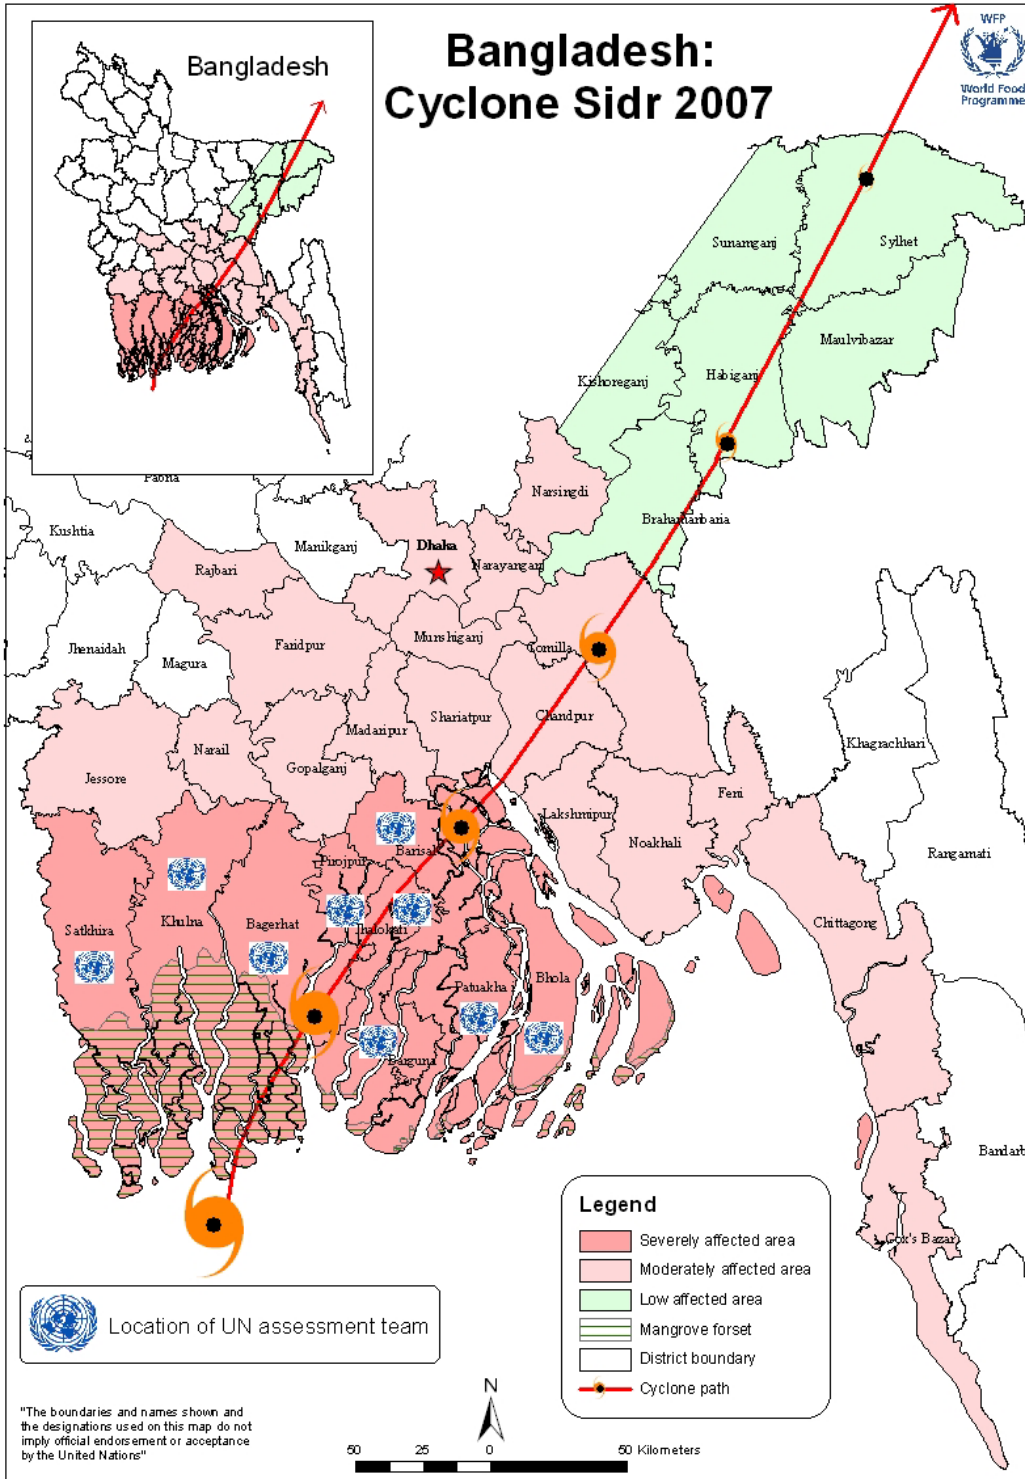 Bangladesh
Bangladesh:
Cyclone Sidr 2007
WFP
World Food
Programme
Sunamganj
Sylhet
Maulvibazar
Habiganj
Kishoreganj
Narsingdi
Pabna
Kushtia
Manikganj
Dhaka
Narayanganj
Rajbari
Jhenaidah
Magura
Faridpur
Munshiganj
Comilla
Shariatpur
Chandpur
Madaripur
Narail
Gopalganj
Jessore
Khagrachhari
Feni
Lakshmipur
Noakhali
Rangamati
Barisal
Pirojpur
Chittagong
Satkhira
Khulna
Bagerhat
Jhalokati
Bhola
Barguna
Bandarb
Cox's Bazar
Legend
Severely affected area
Moderately affected area
Low affected area
Mangrove forset
District boundary
Cyclone path
Location of UN assessment team
"The boundaries and names shown and
the designations used on this map do not
imply official endorsement or acceptance
by the United Nations"
N
50 25 0 50 Kilometers